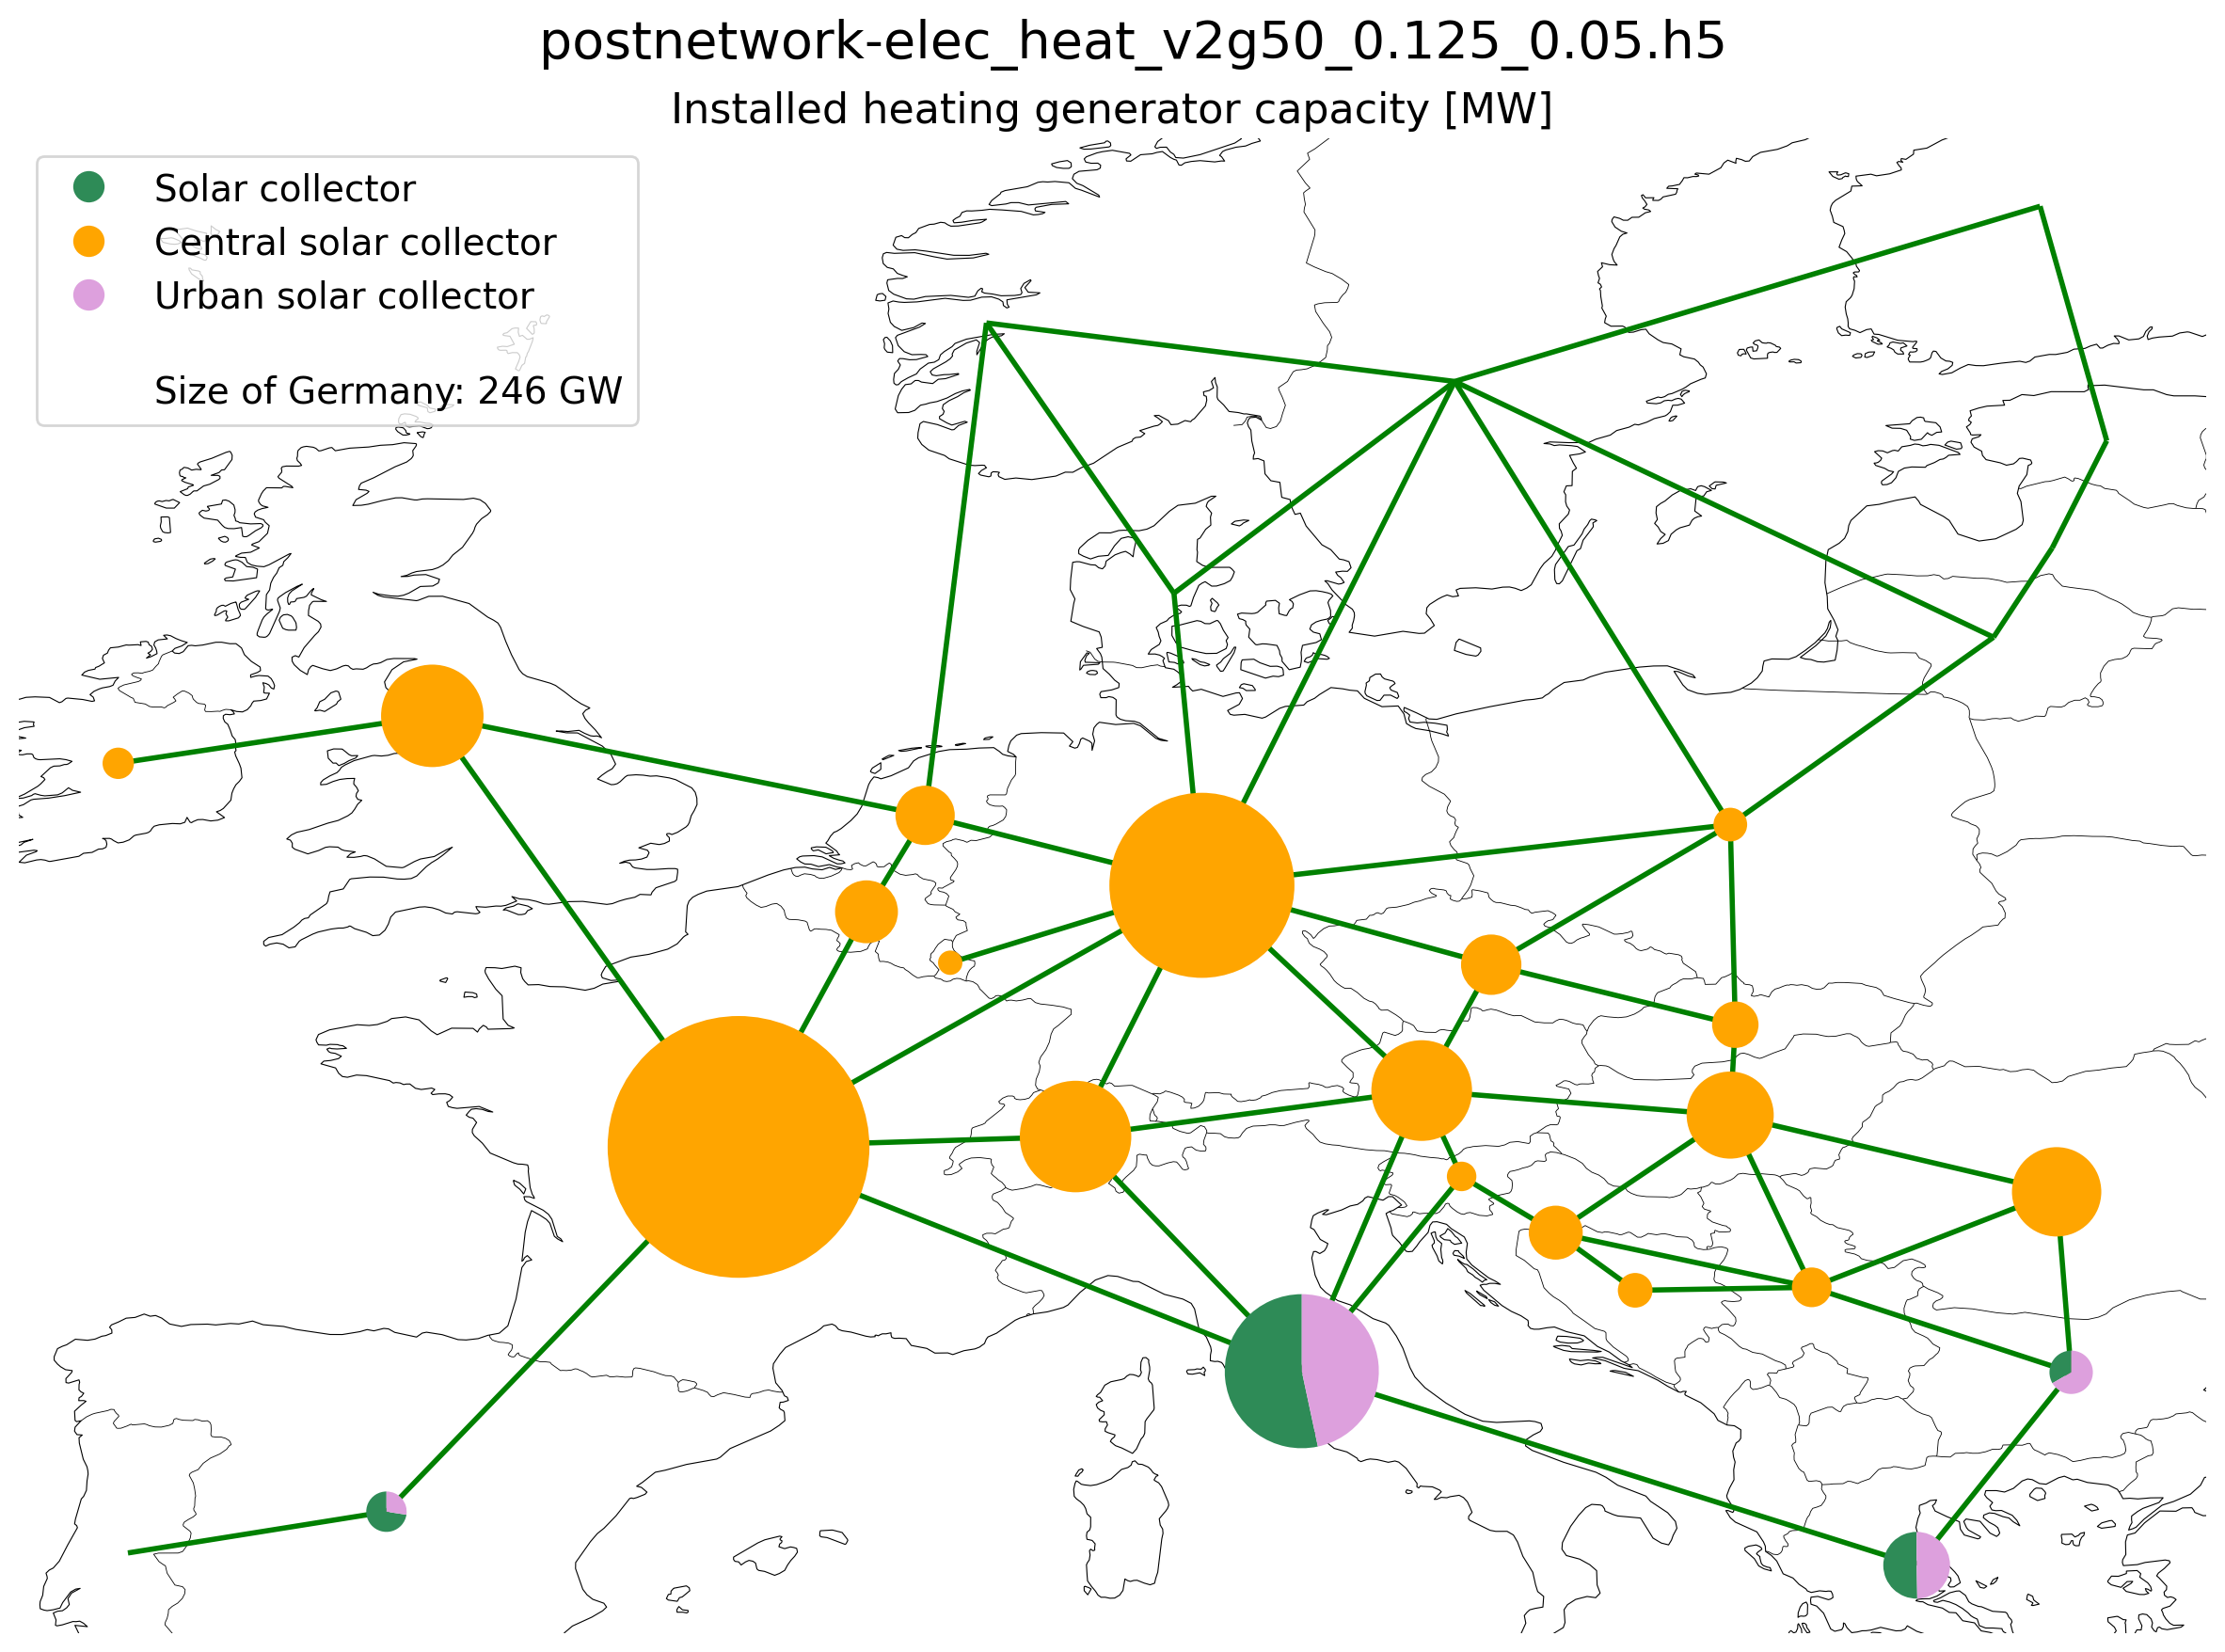 postnetwork-elec_heat_v2g50_0.125_0.05.h5
Installed heating generator capacity [MW]
Solar collector
Central solar collector
Urban solar collector
Size of Germany: 246 GW